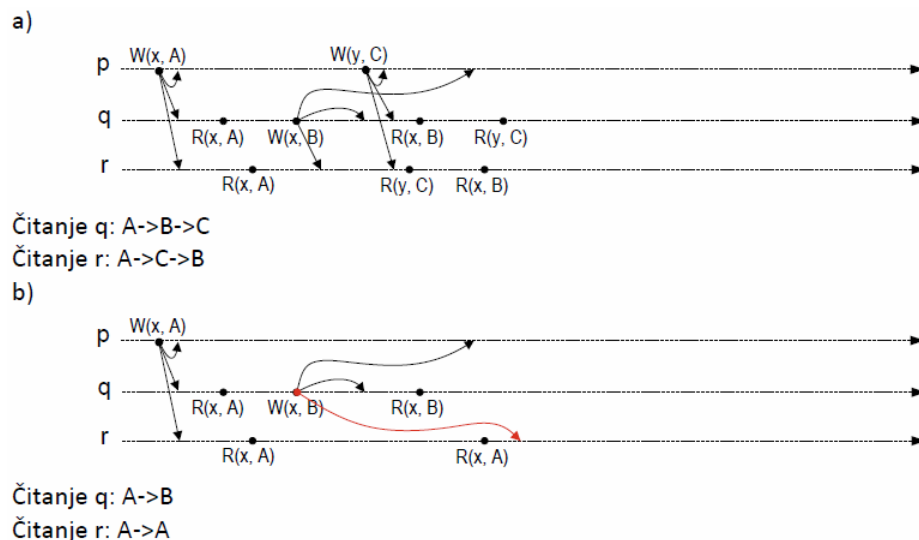 a)
W(x, A) W(y, C)
p
q
R(x, A) W(x, B) R(x, B) R(y, C)
r
R(x, A) R(y, C) R(x, B)
Čitanje q: A->B->C
Čitanje r: A->C->B
b)
W(x, A)
p
q
R(x, A) W(x, B) R(x, B)
r
R(x, A) R(x, A)
Čitanje q: A->B
Čitanje r: A->A